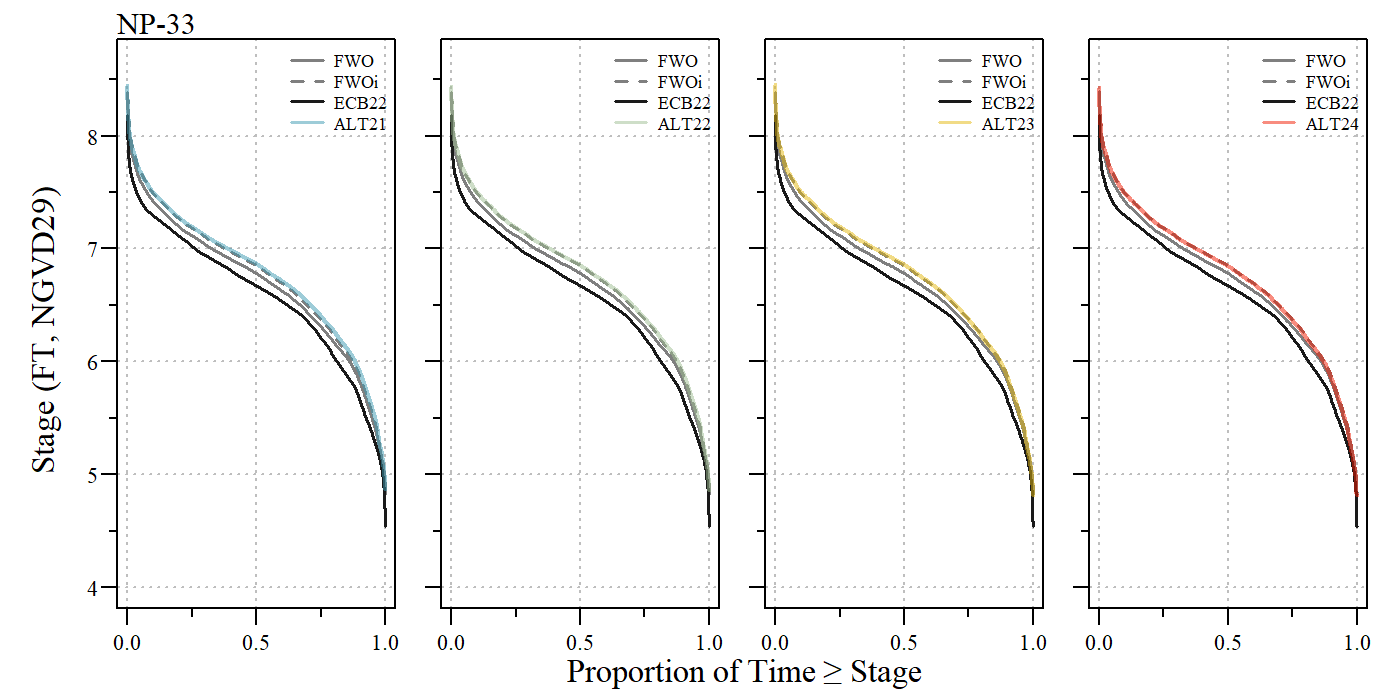 NP-33
FWO
FWOi
ECB22
ALT21
FWO
FWOi
ECB22
ALT22
FWO
FWOi
ECB22
ALT23
FWO
FWOi
ECB22
ALT24
Stage (FT, NGVD29)
8
7
6
5
4
0.0 0.5 1.0 0.0 0.5 1.0 0.0 0.5 1.0 0.0 0.5 1.0
Proportion of Time ≥ Stage